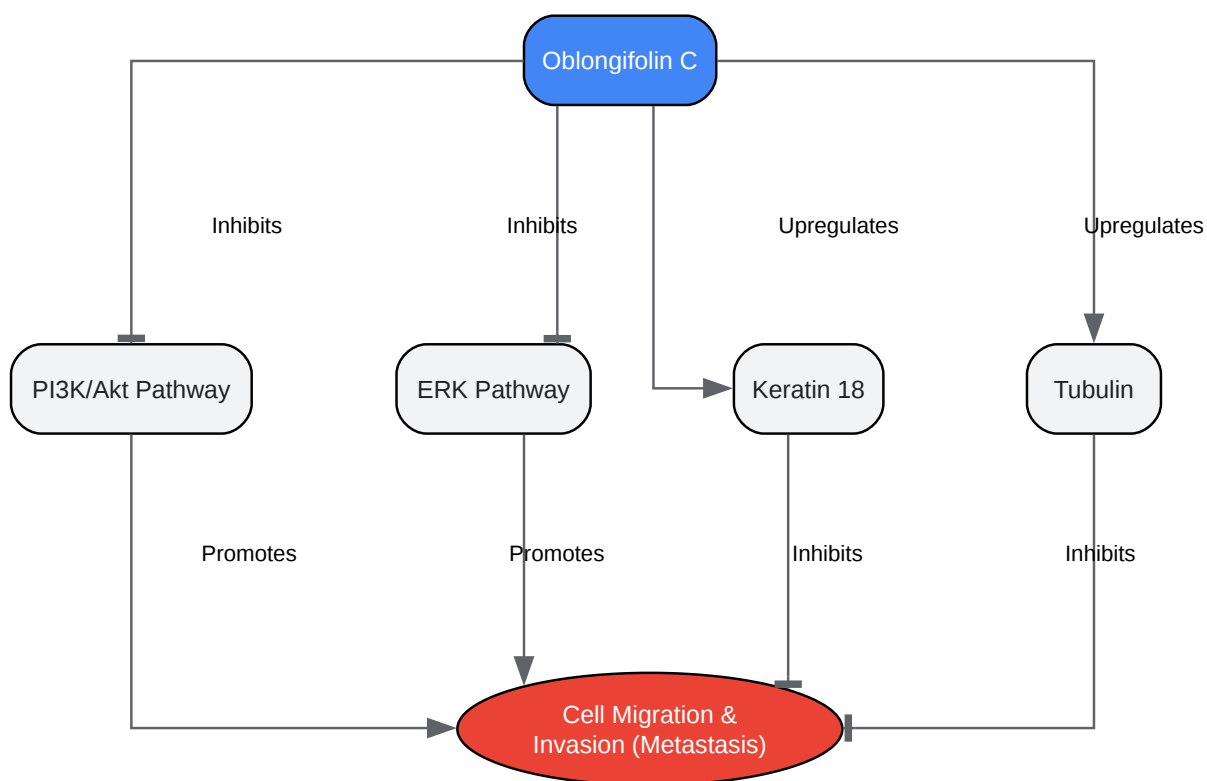 Oblongifolin C
Inhibits
Inhibits
Upregulates
Upregulates
PI3K/Akt Pathway
ERK Pathway
Keratin 18
Tubulin
Promotes
Promotes
Inhibits
Inhibits
Cell Migration &
Invasion (Metastasis)